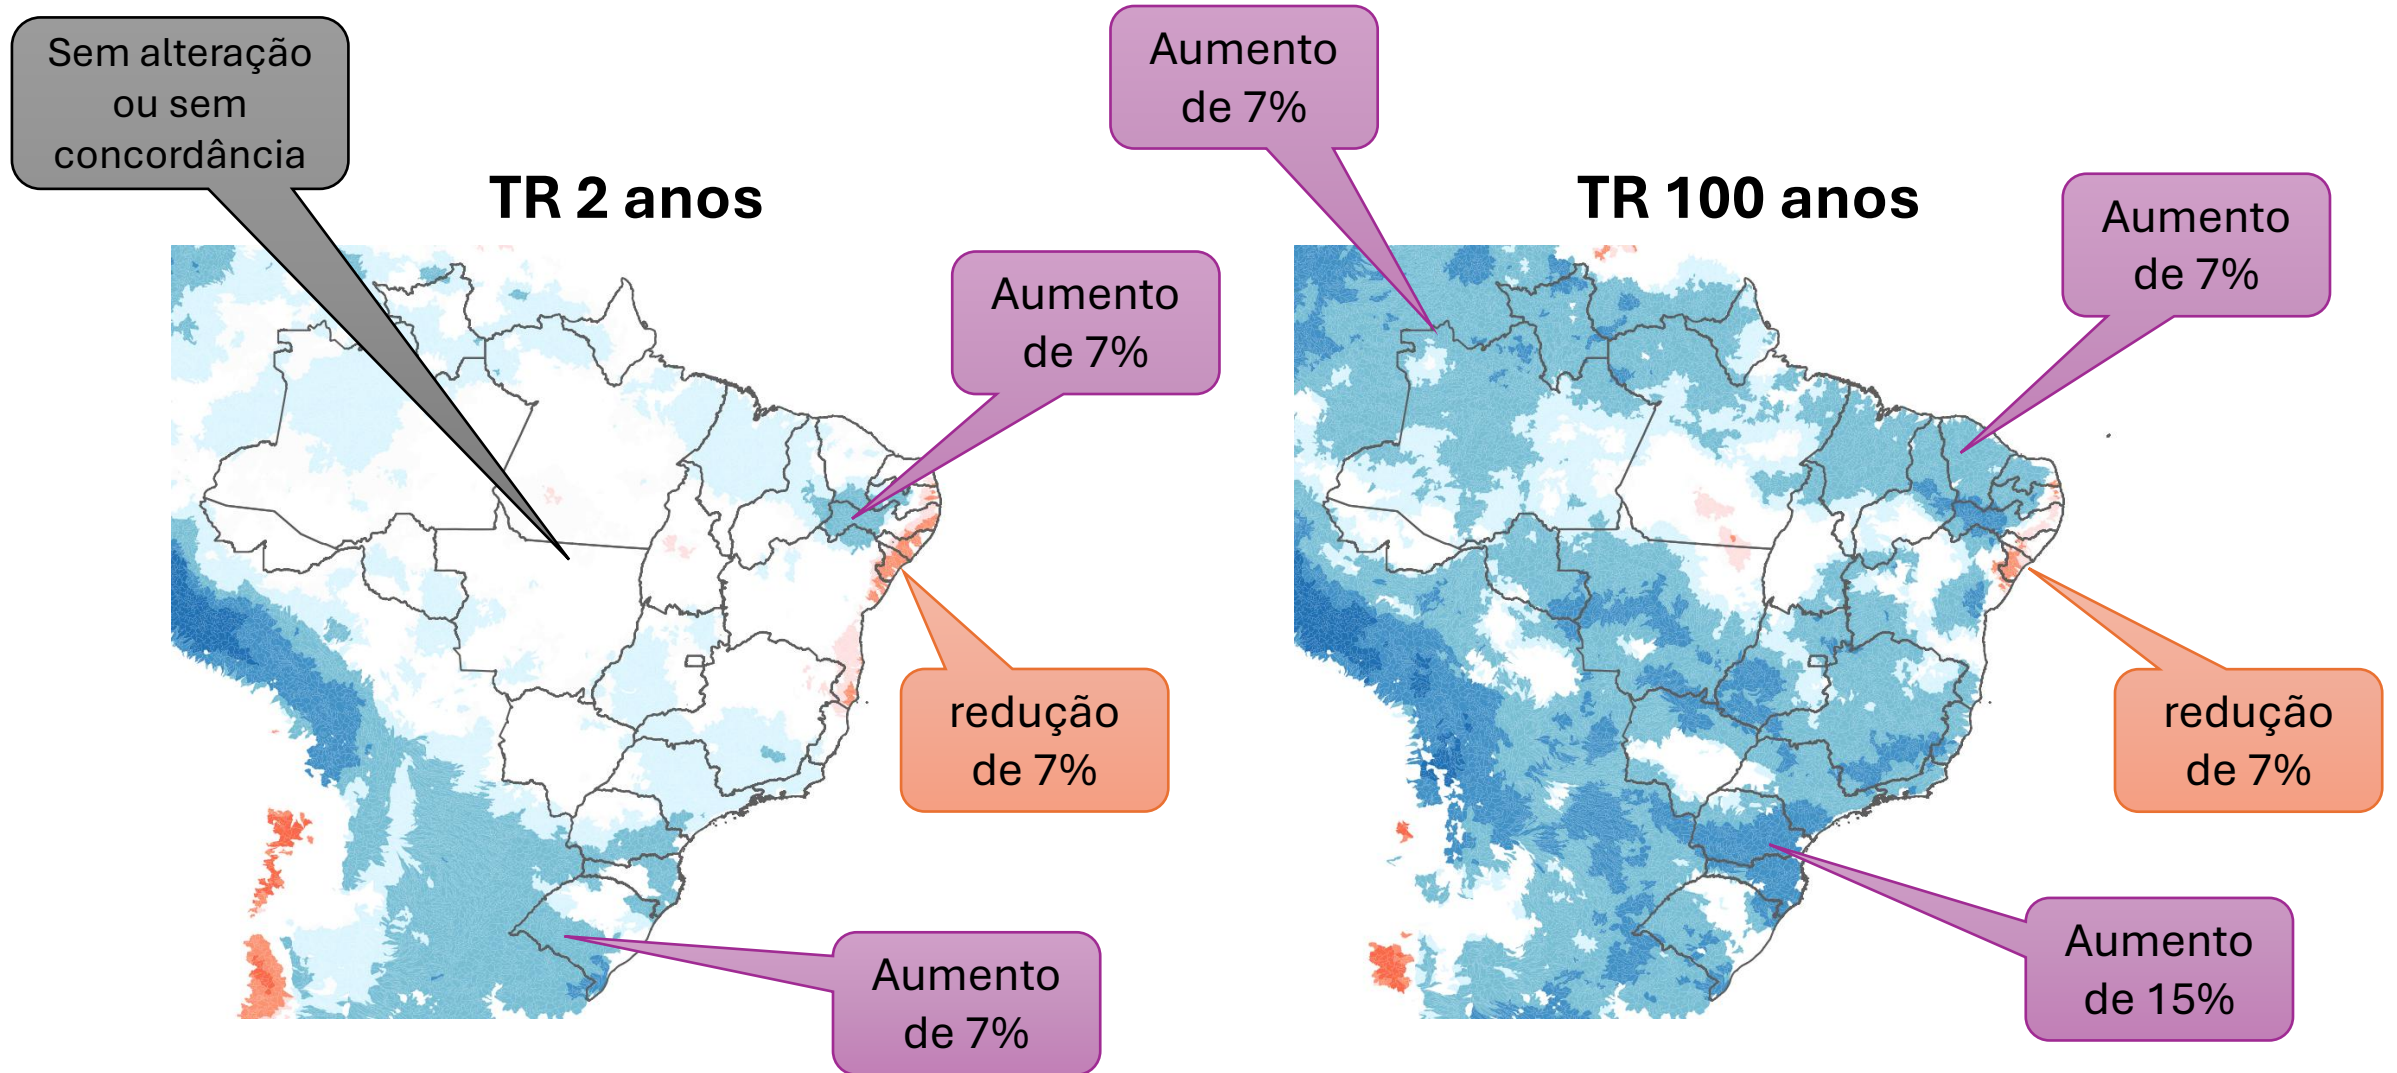 Sem alteração
ou sem
concordância
TR 2 anos
Aumento
de 7%
redução
de 7%
Aumento
de 7%
Aumento
de 7%
TR 100 anos
Aumento
de 7%
redução
de 7%
Aumento
de 15%